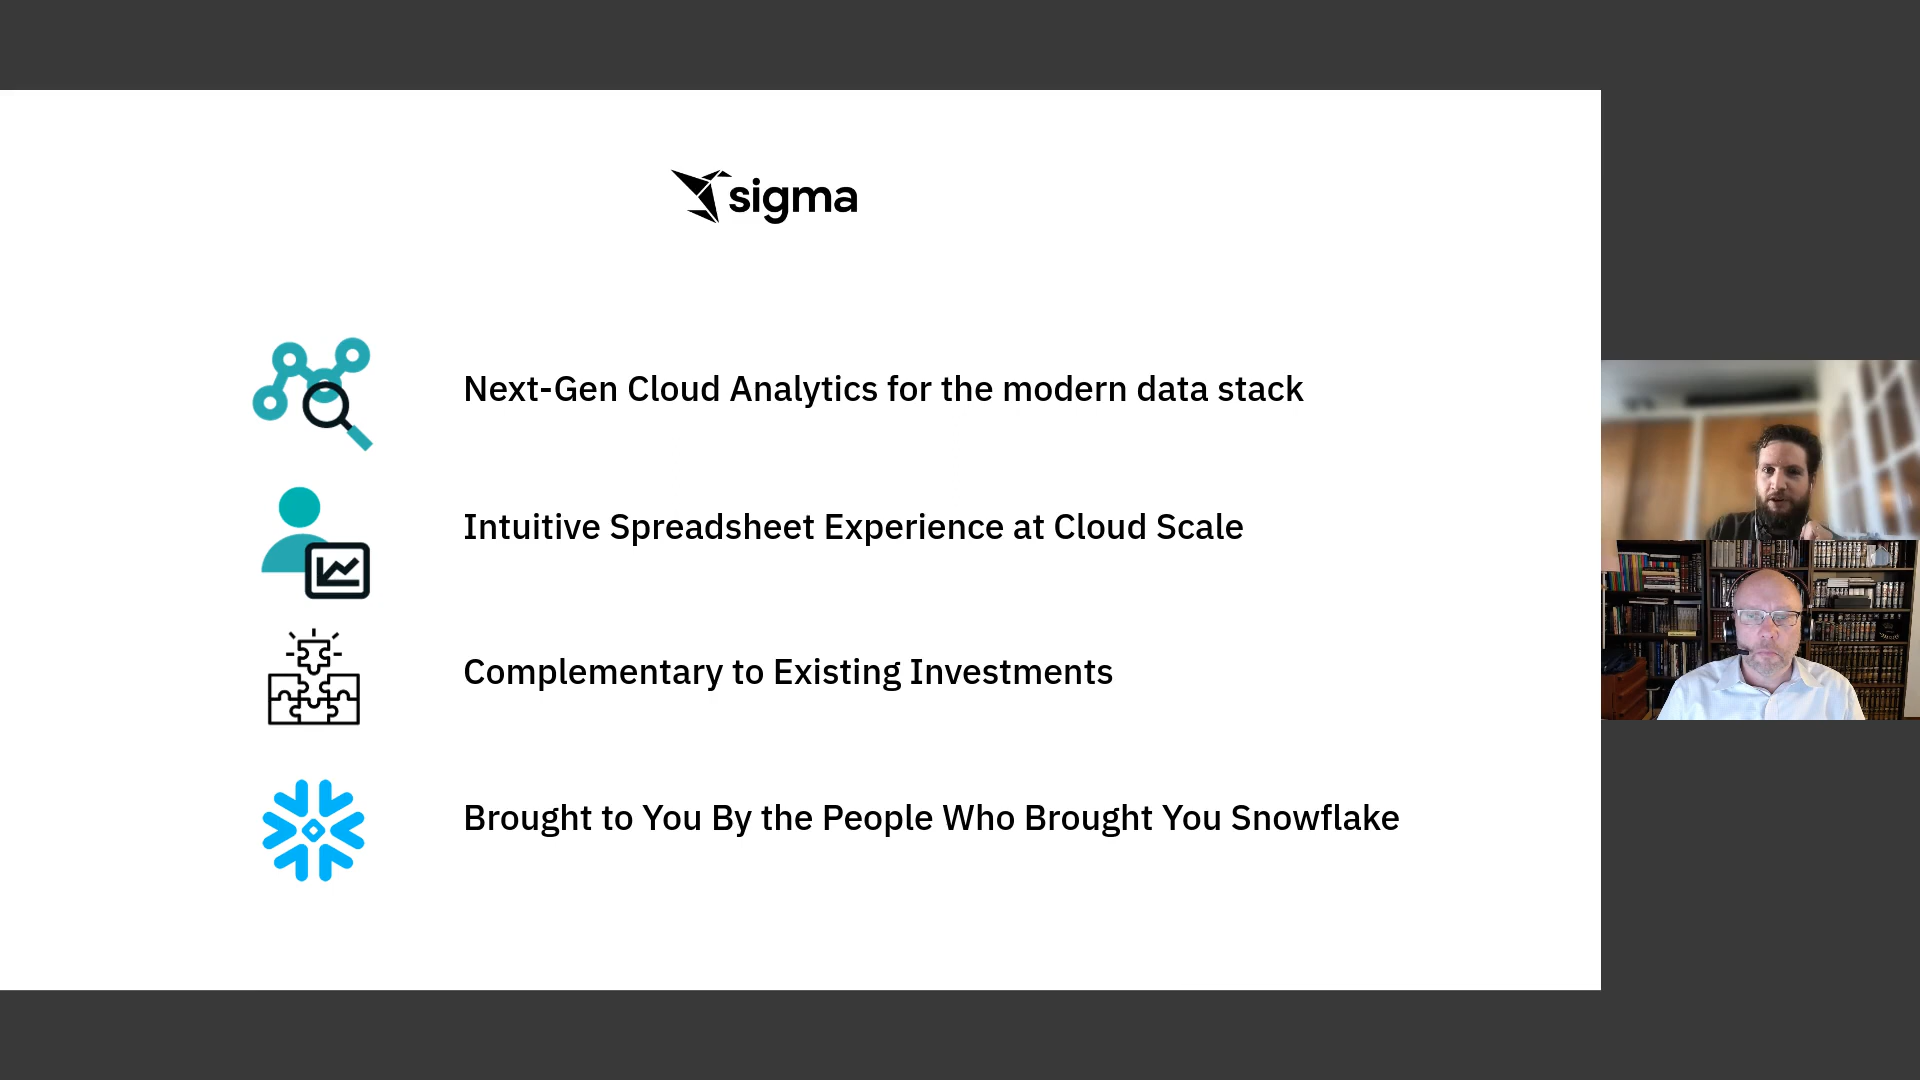 sigma
Next-Gen Cloud Analytics for the modern data stack
Intuitive Spreadsheet Experience at Cloud Scale
Complementary to Existing Investments
Brought to You By the People Who Brought You Snowflake